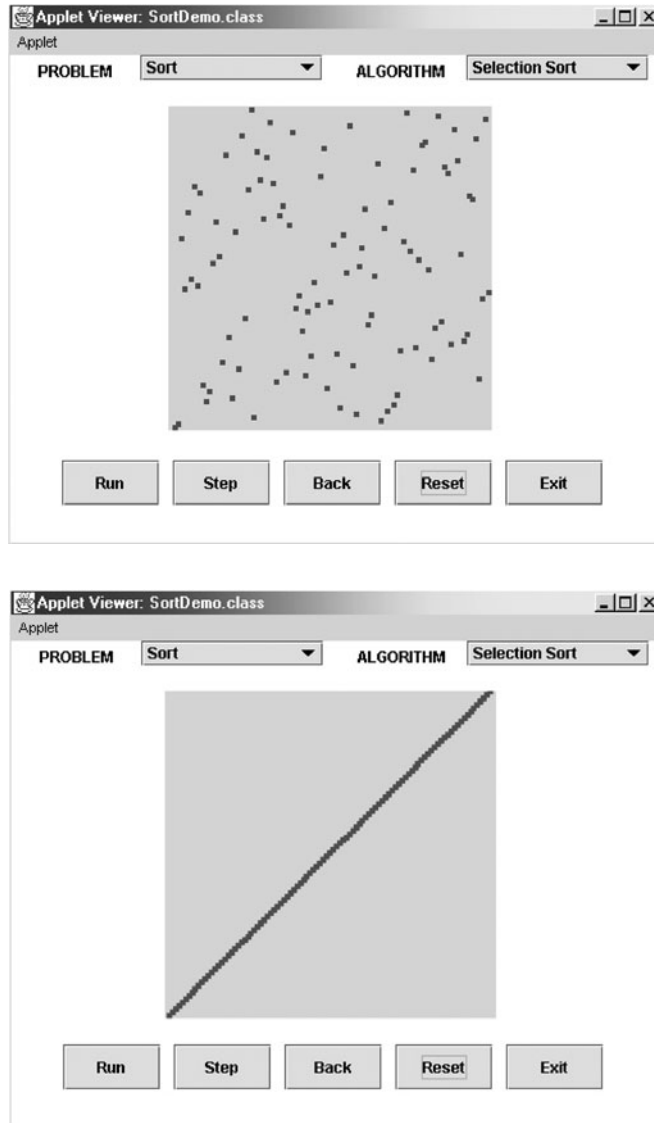 Applet Viewer: SortDemo.class
Applet
PROBLEM Sort ALGORITHM Selection Sort
Run Step Back Reset Exit
Applet Viewer: SortDemo.class
Applet
PROBLEM Sort ALGORITHM Selection Sort
Run Step Back Reset Exit